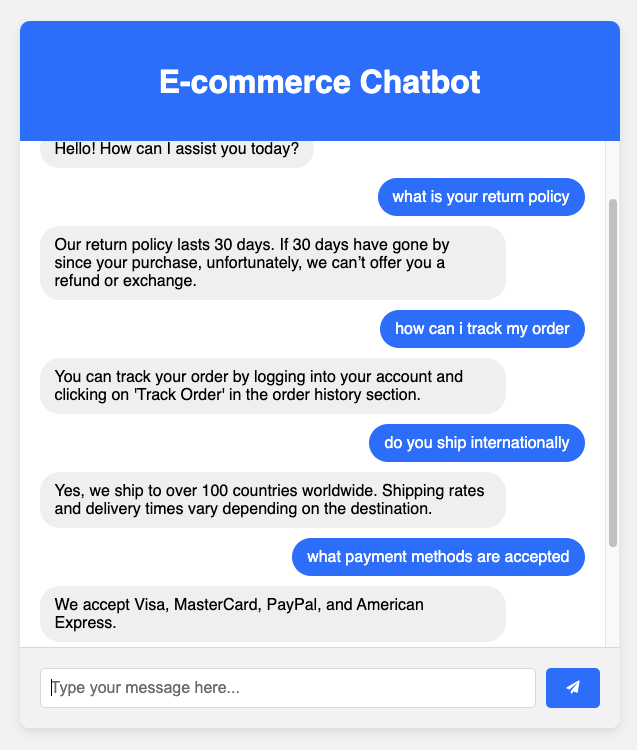 E-commerce Chatbot
Hello! How can I assist you today?
what is your return policy
Our return policy lasts 30 days. If 30 days have gone by
since your purchase, unfortunately, we can’t offer you a
refund or exchange.
how can i track my order
You can track your order by logging into your account and
clicking on 'Track Order' in the order history section.
do you ship internationally
Yes, we ship to over 100 countries worldwide. Shipping rates
and delivery times vary depending on the destination.
what payment methods are accepted
We accept Visa, MasterCard, PayPal, and American
Express.
Type your message here...